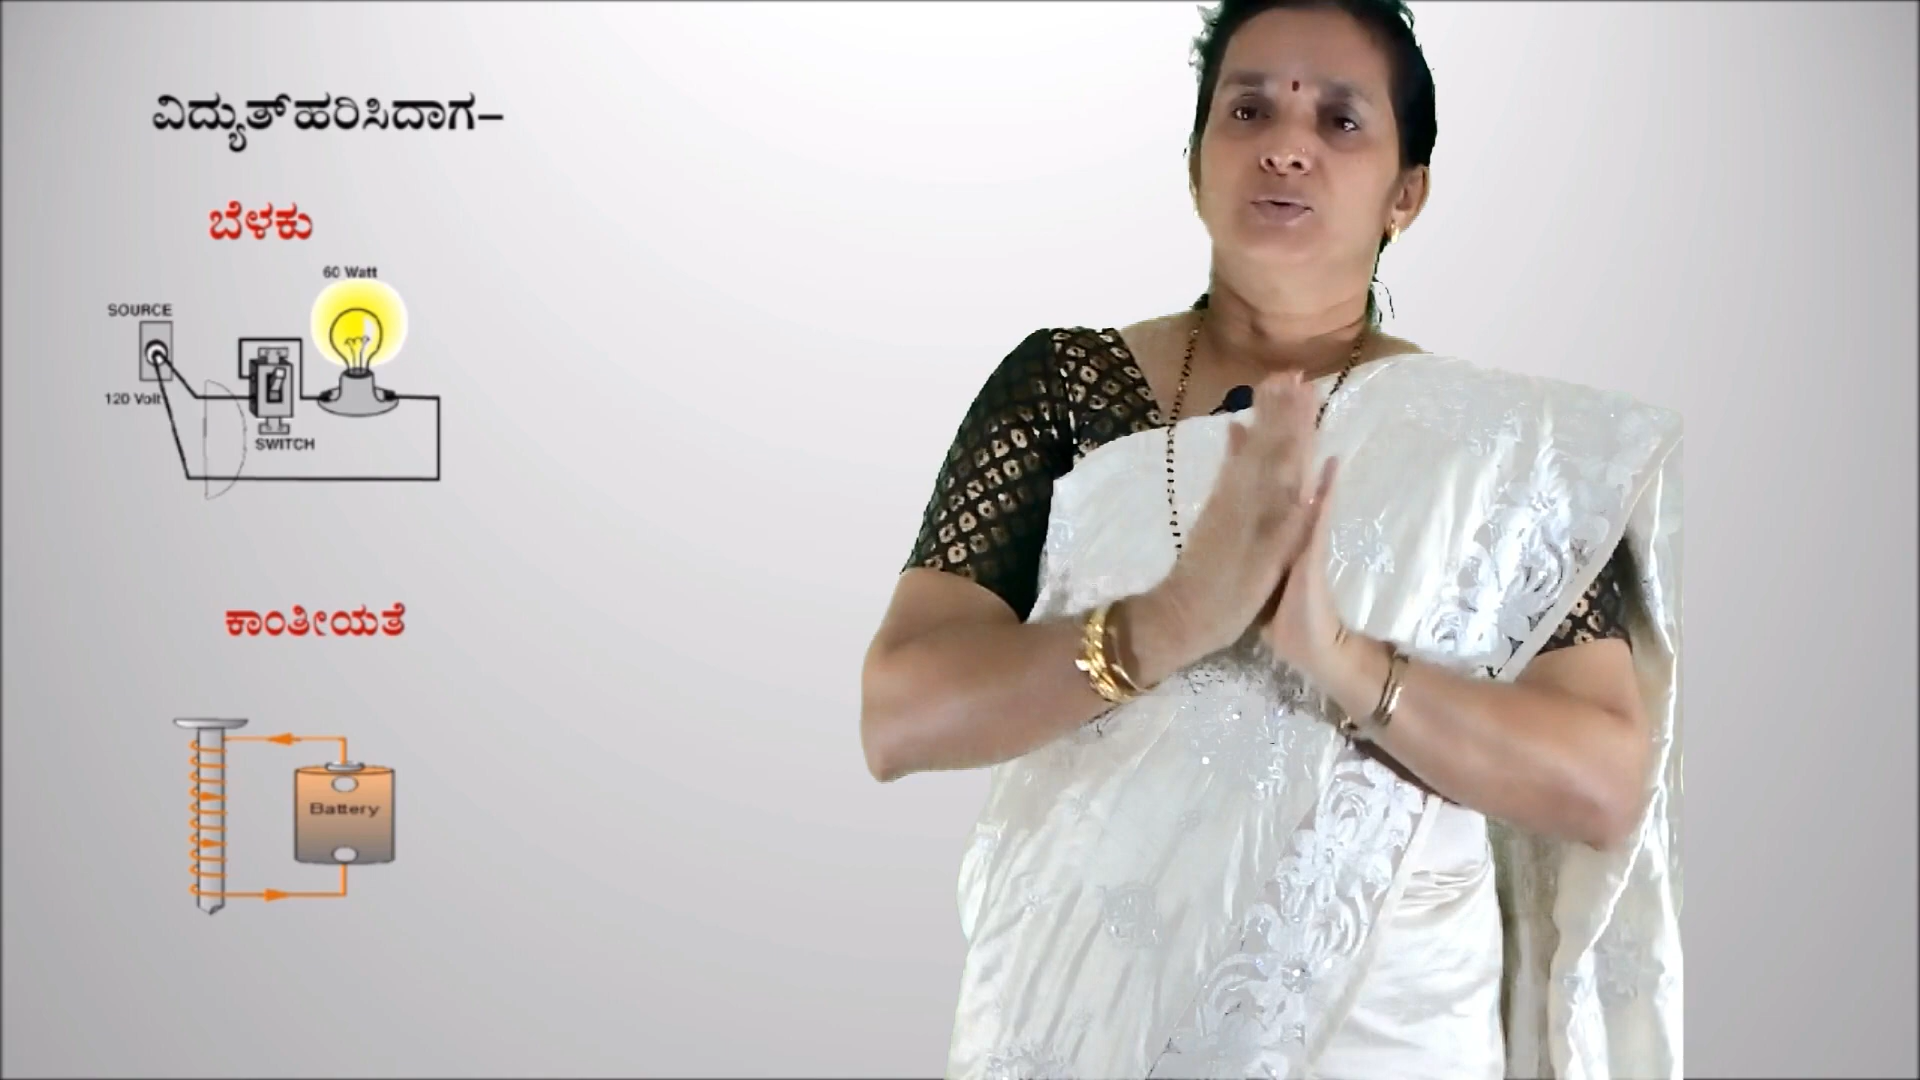 ವಿದ್ಯುತ್ ಹರಿಸಿದಾಗ–
ಬೆಳಕು
60 Watt
SOURCE
120 Volt
SWITCH
ಕಾಂತೀಯತೆ
Battery